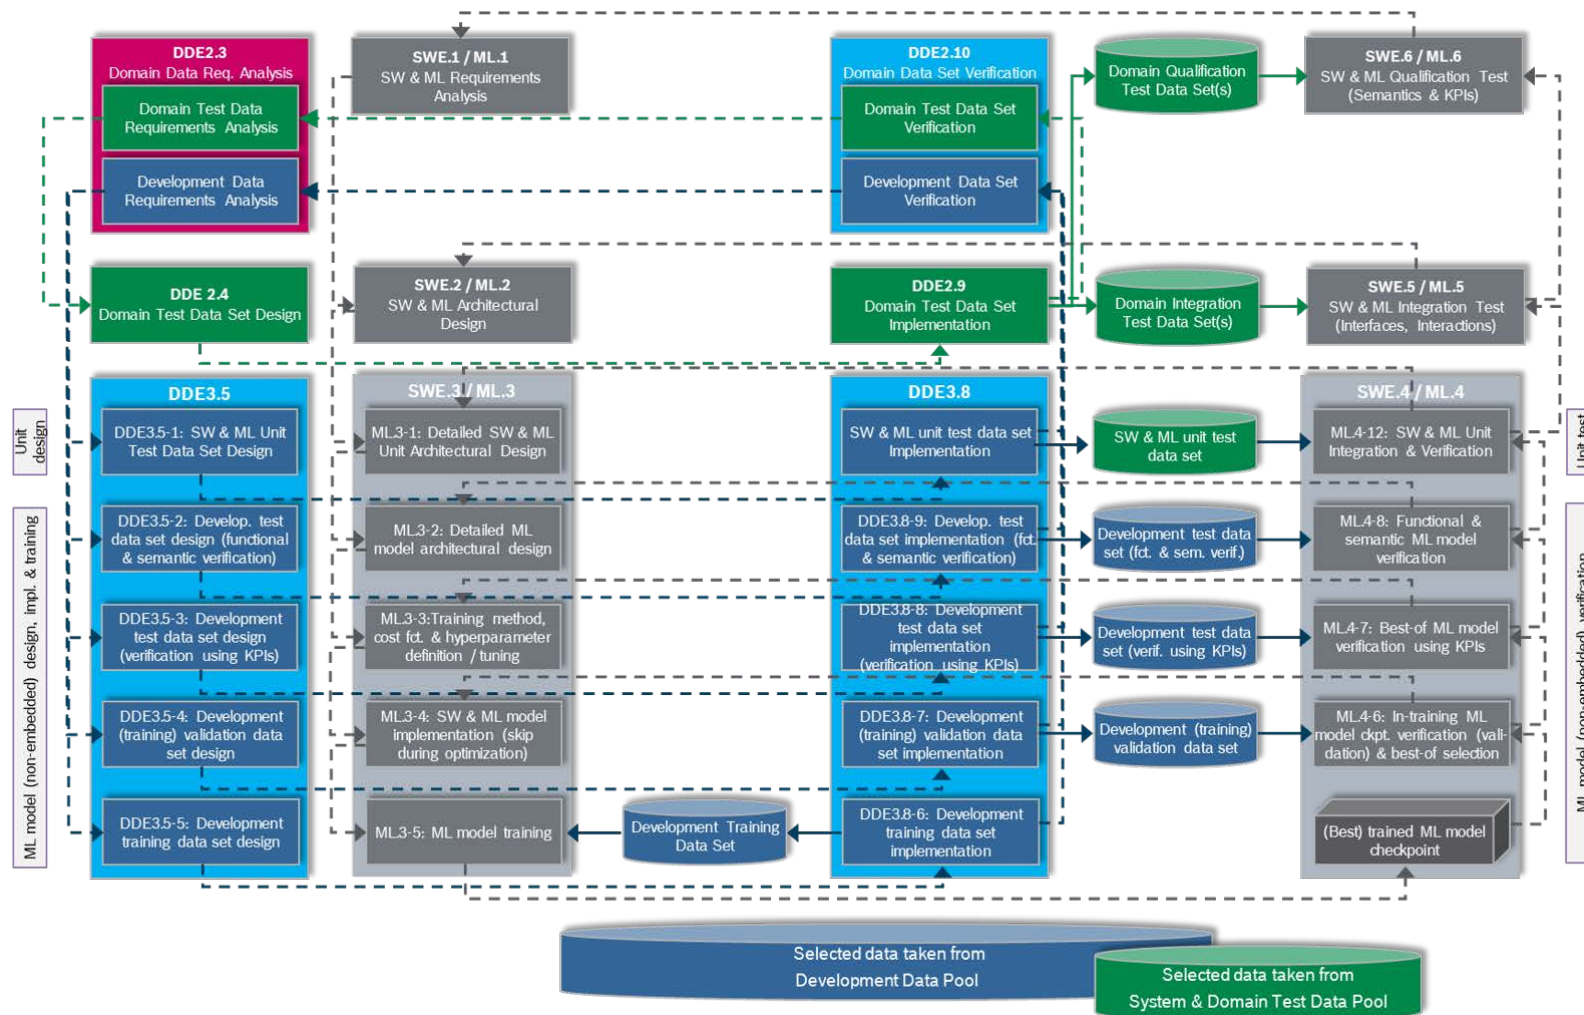 DDE2.3
Domain Data Req. Analysis
Domain Test Data
Requirements Analysis
Development Data
Requirements Analysis
SWE.1 / ML.1
SW & ML Requirements
Analysis
DDE2.10
Domain Data Set Verification
Domain Test Data Set
Verification
Development Data Set
Verification
Domain Qualification
Test Data Set(s)
SWE.6 / ML.6
SW & ML Qualification Test
(Semantics & KPIs)
DDE 2.4
Domain Test Data Set Design
SWE.2 / ML.2
SW & ML Architectural
Design
DDE2.9
Domain Test Data Set
Implementation
Domain Integration
Test Data Set(s)
SWE.5 / ML.5
SW & ML Integration Test
(Interfaces, Interactions)
Unit
design
ML model (non-embedded) design, impl. & training
DDE3.5
DDE3.5-1: SW & ML Unit
Test Data Set Design
DDE3.5-2: Develop. test
data set design (functional
& semantic verification)
DDE3.5-3: Development
test data set design
(verification using KPIs)
DDE3.5-4: Development
(training) validation data
set design
DDE3.5-5: Development
training data set design
SWE.3 / ML.3
ML.3-1: Detailed SW & ML
Unit Architectural Design
ML.3-2: Detailed ML
model architectural design
ML.3-3:Training method,
cost fct. & hyperparameter
definition / tuning
ML.3-4: SW & ML model
implementation (skip
during optimization)
ML.3-5: ML model training
Development Training
Data Set
DDE3.8
SW & ML unit test data set
Implementation
DDE3.8-9: Develop. test
data set implementation (fct.
& semantic verification)
DDE3.8-8: Development
test data set
implementation
(verification using KPIs)
DDE3.8-7: Development
(training) validation data
set implementation
DDE3.8-6: Development
training data set
implementation
SW & ML unit test
data set
Development test data
set (fct. & sem. verif.)
Development test data
set (verif. using KPIs)
Development (training)
validation data set
SWE.4 / ML.4
ML.4-12: SW & ML Unit
Integration & Verification
ML.4-8: Functional &
semantic ML model
verification
ML.4-7: Best-of ML model
verification using KPIs
ML.4-6: In-training ML
model ckpt. verification (vali-
dation) & best-of selection
(Best) trained ML model
checkpoint
Unit test
ML model (non-embedded) verification
Selected data taken from
Development Data Pool
Selected data taken from
System & Domain Test Data Pool